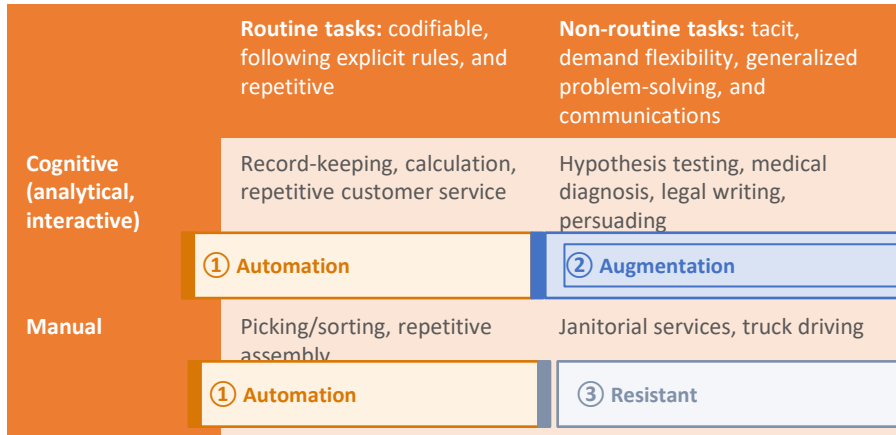 Routine tasks: codifiable,
following explicit rules, and
repetitive
Non-routine tasks: tacit,
demand flexibility, generalized
problem-solving, and
communications
Cognitive
(analytical,
interactive)
Record-keeping, calculation,
repetitive customer service
Hypothesis testing, medical
diagnosis, legal writing,
persuading
① Automation
② Augmentation
Manual
Picking/sorting, repetitive
assembly
Janitorial services, truck driving
① Automation
③ Resistant